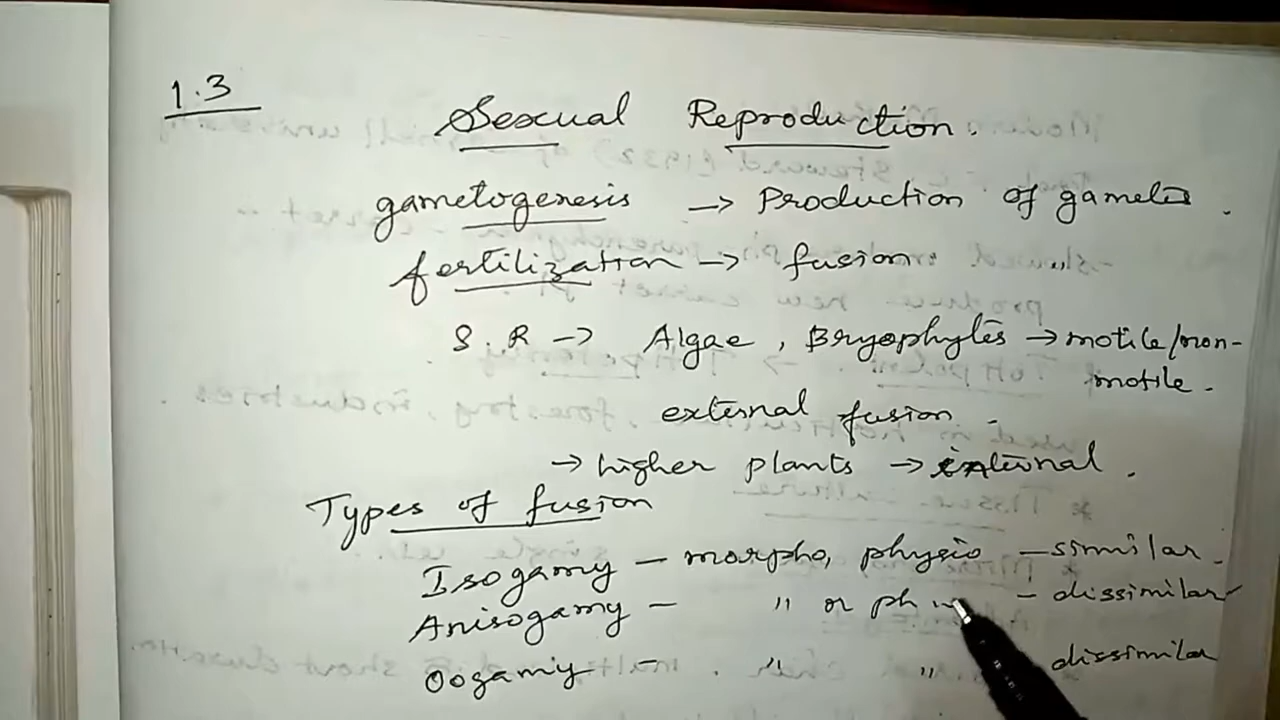 1.3
Sexual Reproduction.
gametogenesis → Production of gametes.
fertilization → fusion "
S.R → Algae, Bryophytes → motile/non-
motile.
external fusion.
→ higher plants → internal.
Types of fusion
Isogamy - morpho, physio - similar.
Anisogamy - " or ph - dissimilar
Oogamy - " " dissimilar